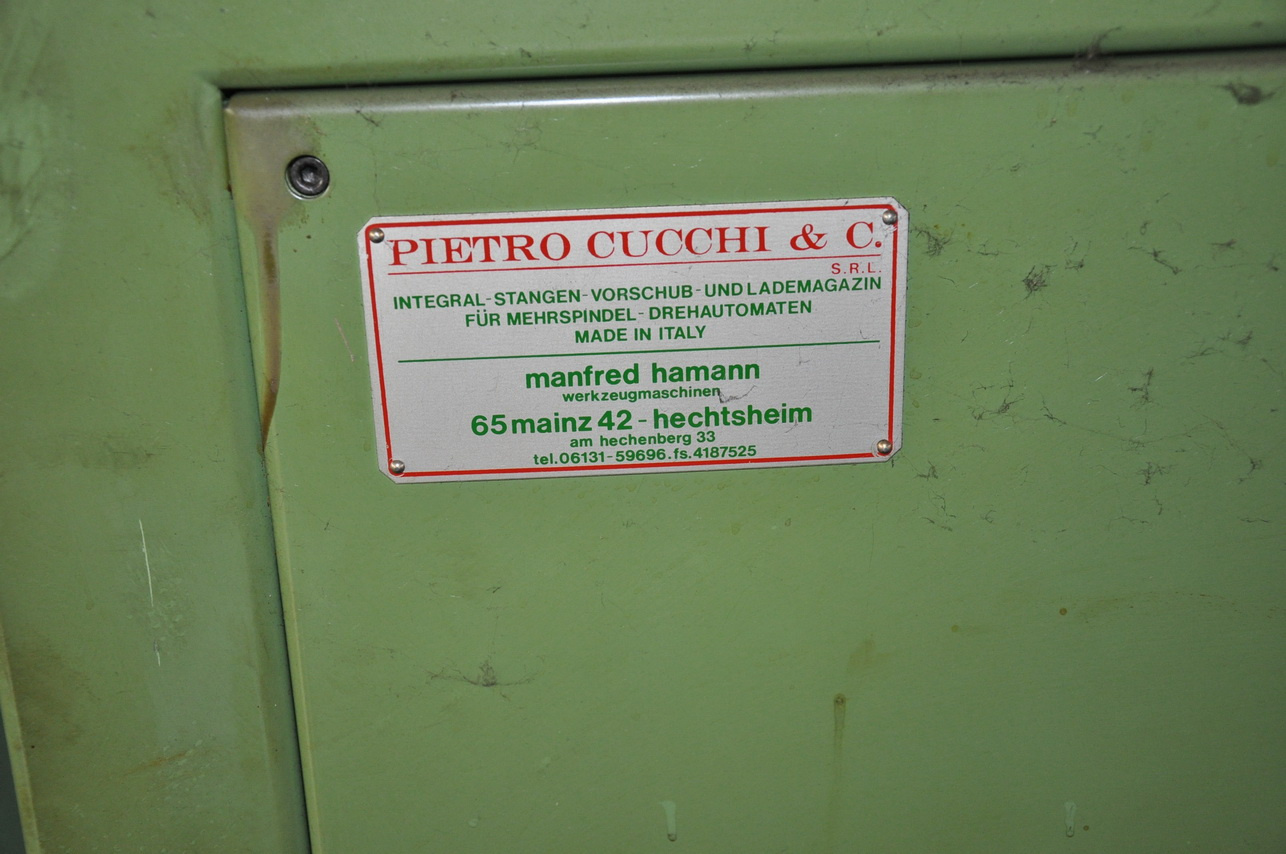 PIETRO CUCCHI & C.
S.R.L.
INTEGRAL-STANGEN-VORSCHUB-UND LADEMAGAZIN
FÜR MEHRSPINDEL-DREHAUTOMATEN
MADE IN ITALY
manfred hamann
werkzeugmaschinen
65 mainz 42 - hechtsheim
am hechenberg 33
tel.06131-59696.fs.4187525